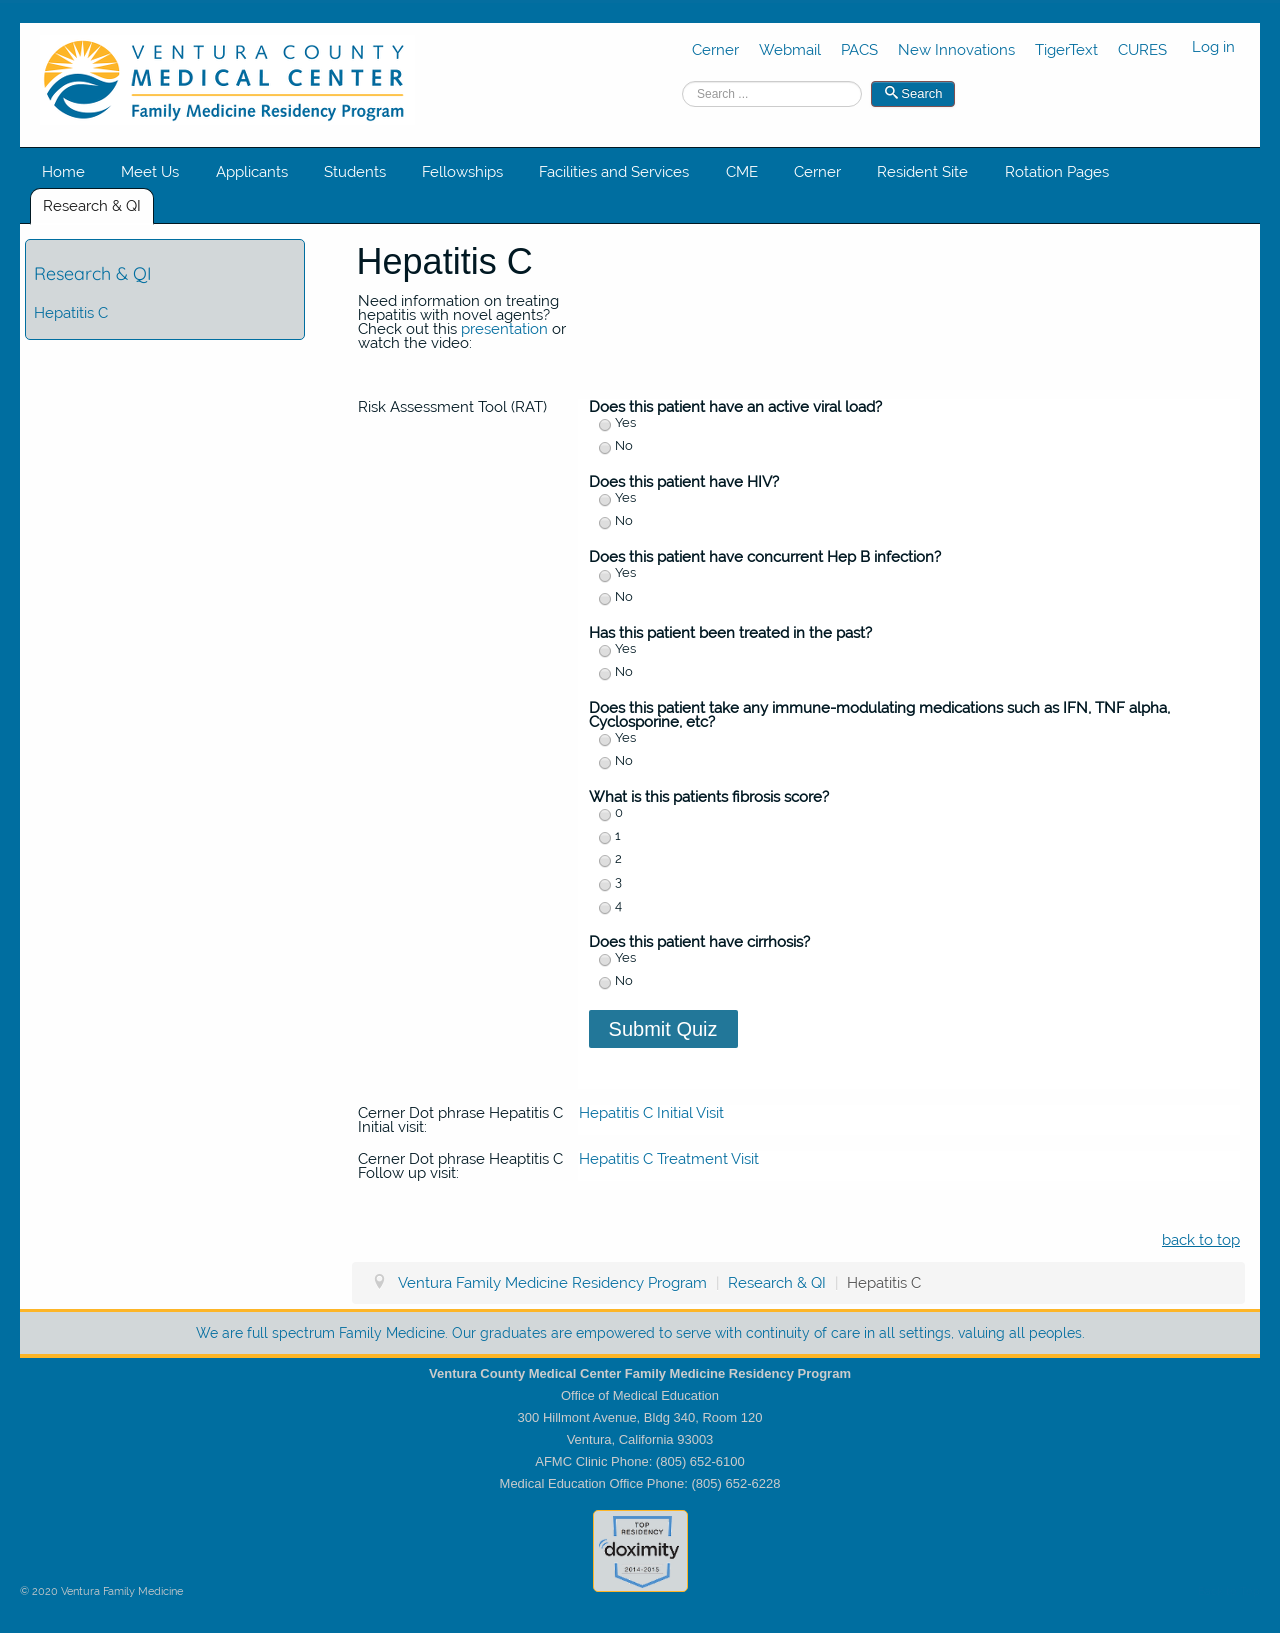 VENTURA COUNTY
MEDICAL CENTER
Family Medicine Residency Program
Cerner Webmail PACS New Innovations TigerText CURES Log in
Search ... Search
Home Meet Us Applicants Students Fellowships Facilities and Services CME Cerner Resident Site Rotation Pages
Research & QI
Research & QI
Hepatitis C
Hepatitis C
Need information on treating
hepatitis with novel agents?
Check out this presentation or
watch the video:
Risk Assessment Tool (RAT)
Does this patient have an active viral load?
Yes
No
Does this patient have HIV?
Yes
No
Does this patient have concurrent Hep B infection?
Yes
No
Has this patient been treated in the past?
Yes
No
Does this patient take any immune-modulating medications such as IFN, TNF alpha,
Cyclosporine, etc?
Yes
No
What is this patients fibrosis score?
0
1
2
3
4
Does this patient have cirrhosis?
Yes
No
Submit Quiz
Cerner Dot phrase Hepatitis C
Initial visit:
Hepatitis C Initial Visit
Cerner Dot phrase Heaptitis C
Follow up visit:
Hepatitis C Treatment Visit
back to top
Ventura Family Medicine Residency Program | Research & QI | Hepatitis C
We are full spectrum Family Medicine. Our graduates are empowered to serve with continuity of care in all settings, valuing all peoples.
Ventura County Medical Center Family Medicine Residency Program
Office of Medical Education
300 Hillmont Avenue, Bldg 340, Room 120
Ventura, California 93003
AFMC Clinic Phone: (805) 652-6100
Medical Education Office Phone: (805) 652-6228
TOP
RESIDENCY
doximity
2014-2015
© 2020 Ventura Family Medicine